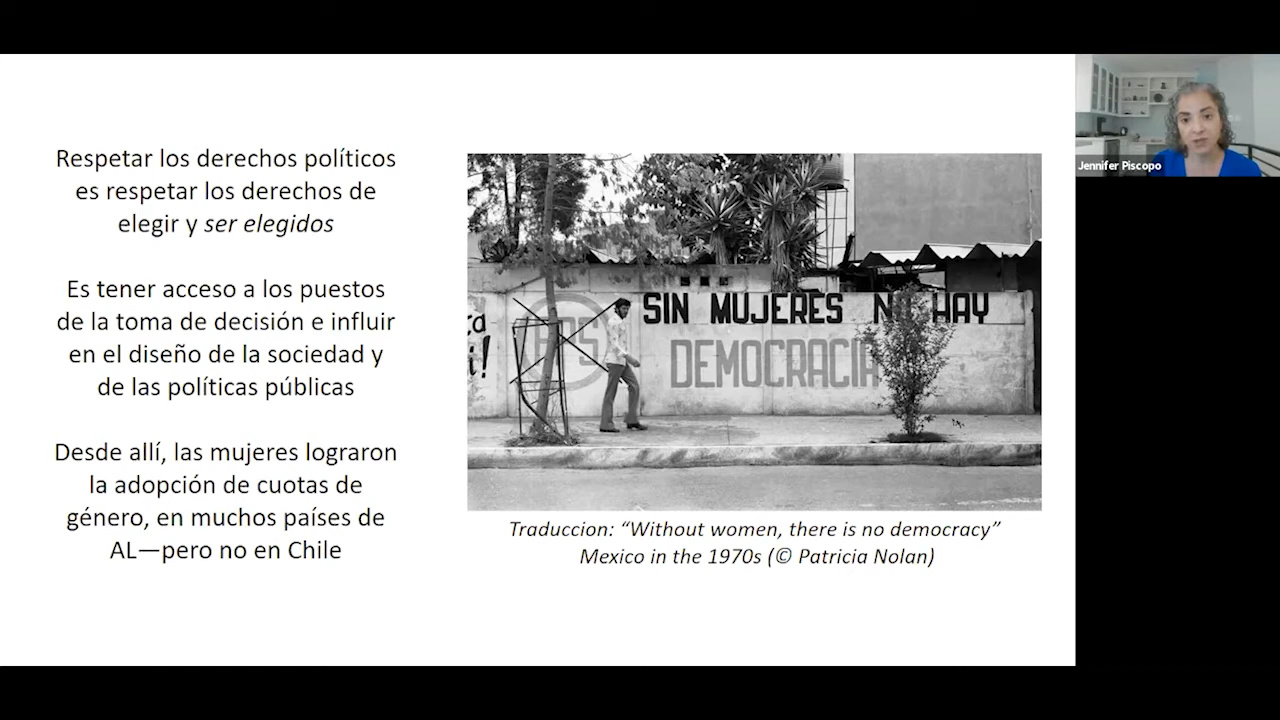 Respetar los derechos políticos
es respetar los derechos de
elegir y ser elegidos
Es tener acceso a los puestos
de la toma de decisión e influir
en el diseño de la sociedad y
de las políticas públicas
Desde allí, las mujeres lograron
la adopción de cuotas de
género, en muchos países de
AL—pero no en Chile
SIN MUJERES NO HAY
DEMOCRACIA
Traduccion: “Without women, there is no democracy”
Mexico in the 1970s (© Patricia Nolan)
Jennifer Piscopo